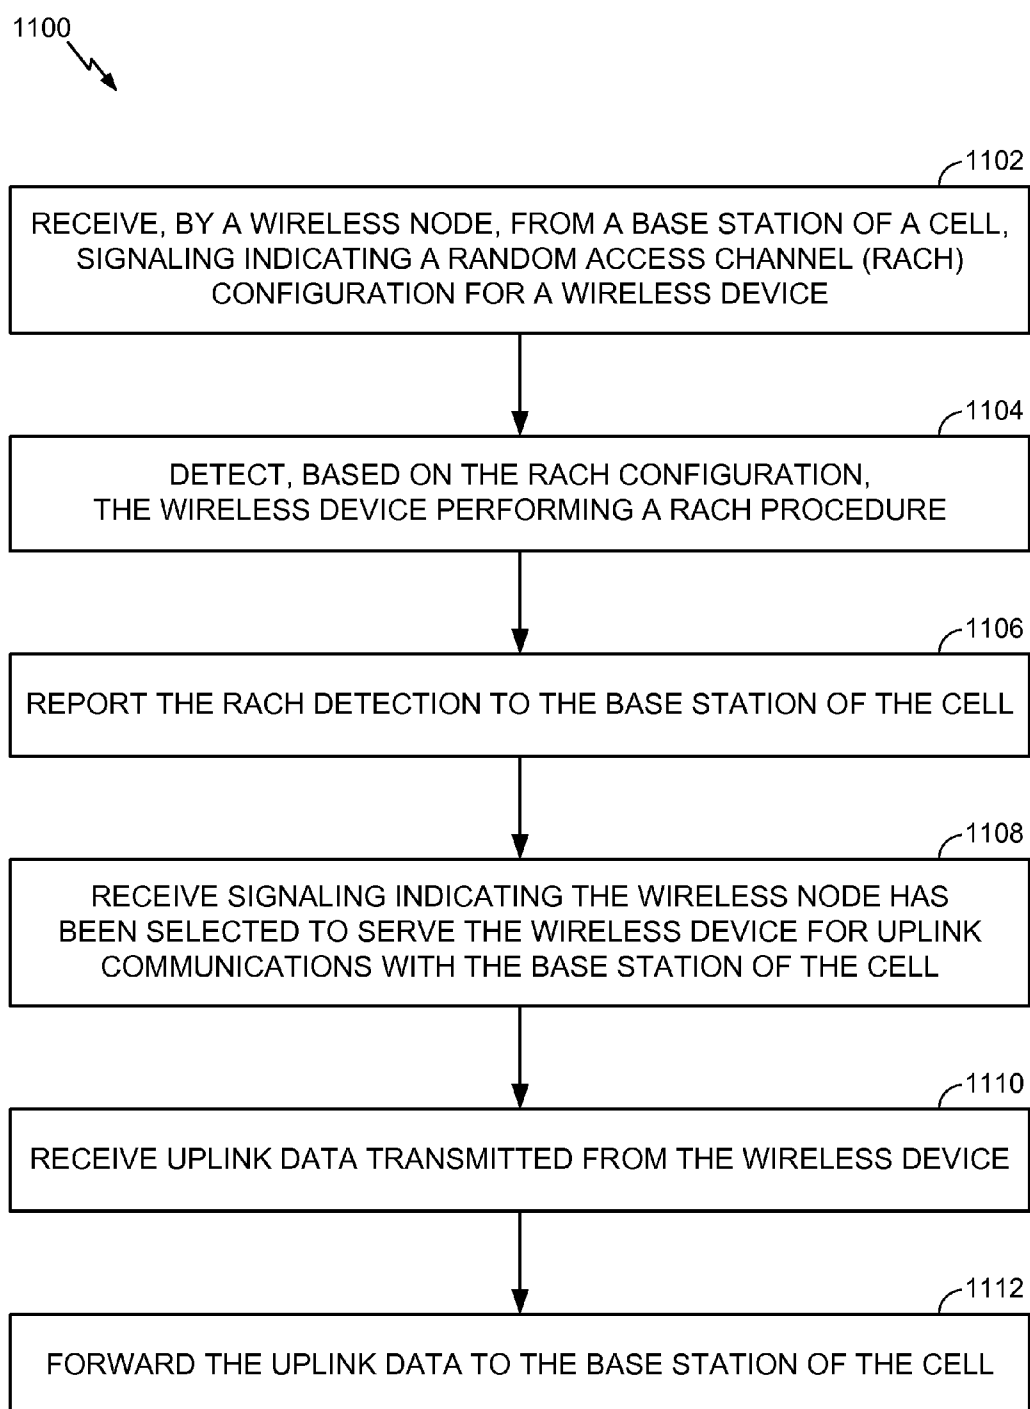 1100
1102
RECEIVE, BY A WIRELESS NODE, FROM A BASE STATION OF A CELL,
SIGNALING INDICATING A RANDOM ACCESS CHANNEL (RACH)
CONFIGURATION FOR A WIRELESS DEVICE
1104
DETECT, BASED ON THE RACH CONFIGURATION,
THE WIRELESS DEVICE PERFORMING A RACH PROCEDURE
1106
REPORT THE RACH DETECTION TO THE BASE STATION OF THE CELL
1108
RECEIVE SIGNALING INDICATING THE WIRELESS NODE HAS
BEEN SELECTED TO SERVE THE WIRELESS DEVICE FOR UPLINK
COMMUNICATIONS WITH THE BASE STATION OF THE CELL
1110
RECEIVE UPLINK DATA TRANSMITTED FROM THE WIRELESS DEVICE
1112
FORWARD THE UPLINK DATA TO THE BASE STATION OF THE CELL